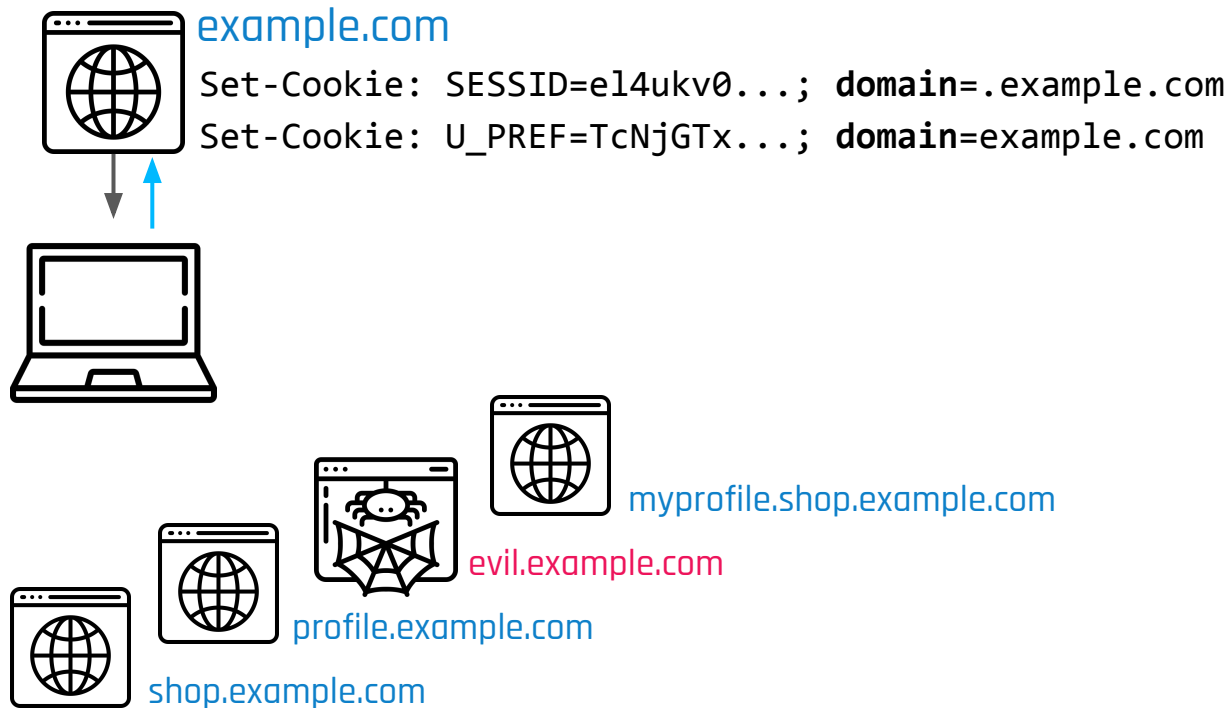 example.com
Set-Cookie: SESSID=el4ukv0...; domain=.example.com
Set-Cookie: U_PREF=TcNjGTx...; domain=example.com
myprofile.shop.example.com
evil.example.com
profile.example.com
shop.example.com